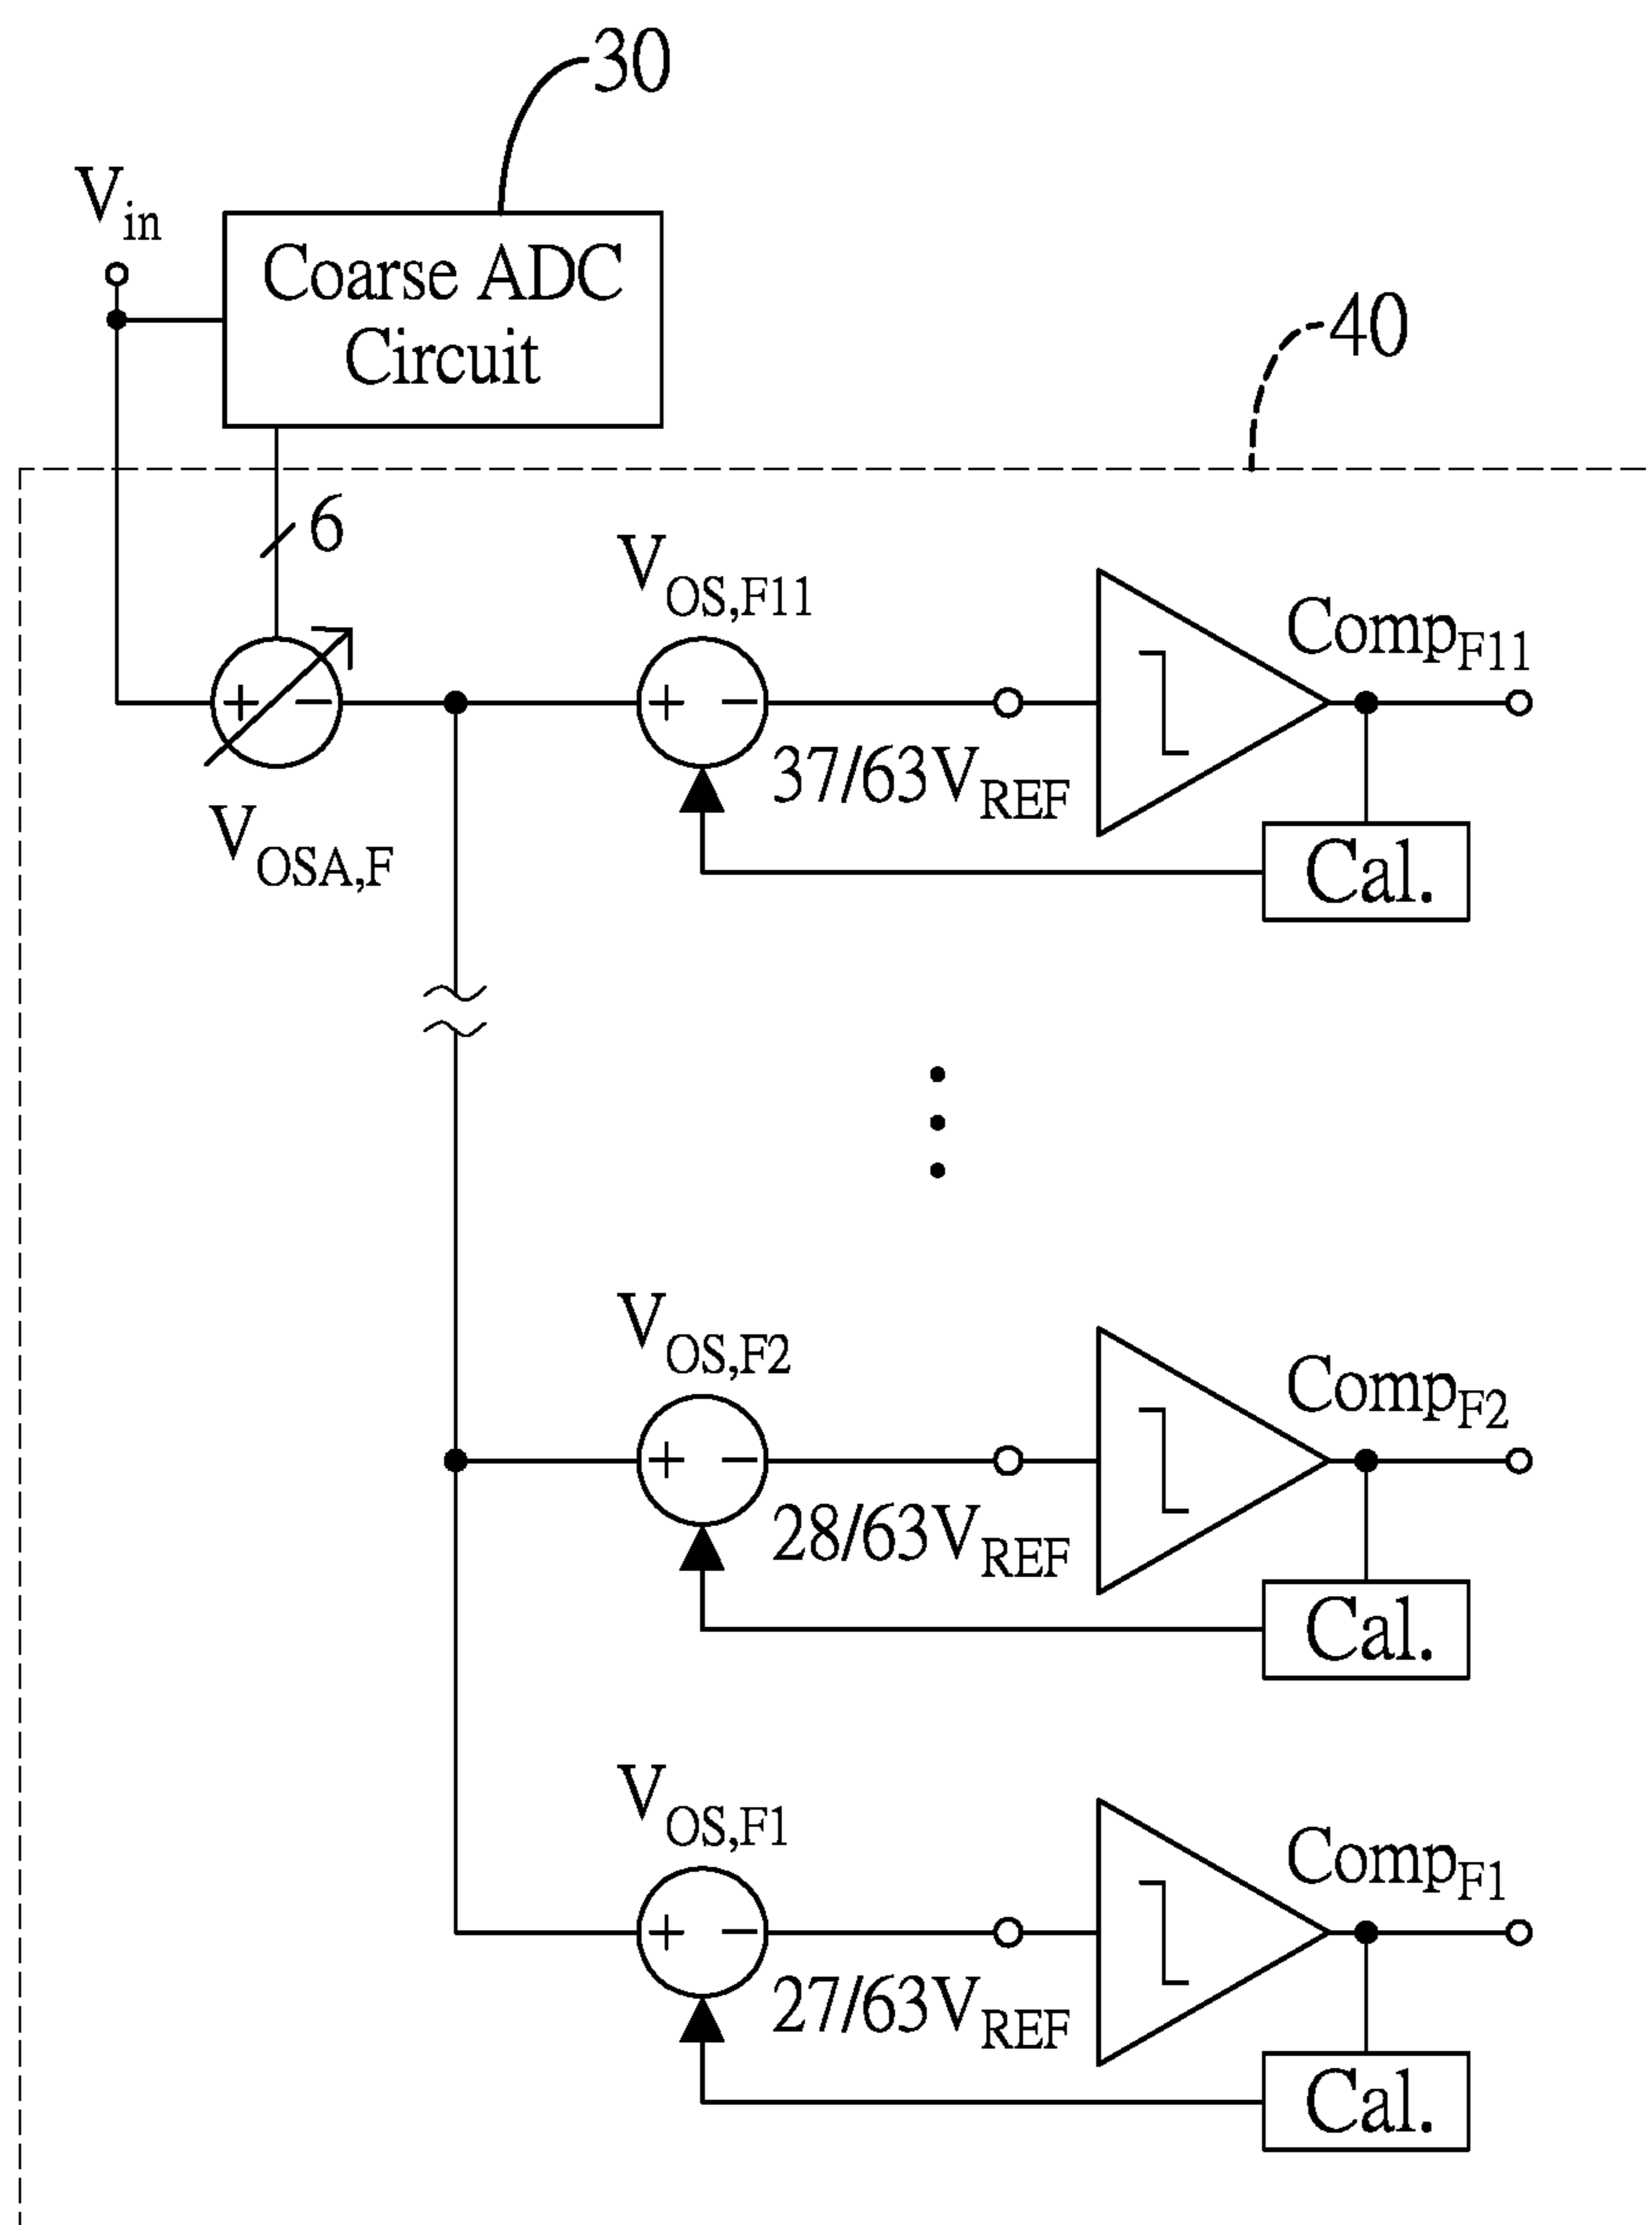 30
Vin
Coarse ADC
Circuit
40
6
VOS,F11
CompF11
+ −
+ −
37/63VREF
VOSA,F
Cal.
VOS,F2
CompF2
+ −
28/63VREF
Cal.
VOS,F1
CompF1
+ −
27/63VREF
Cal.